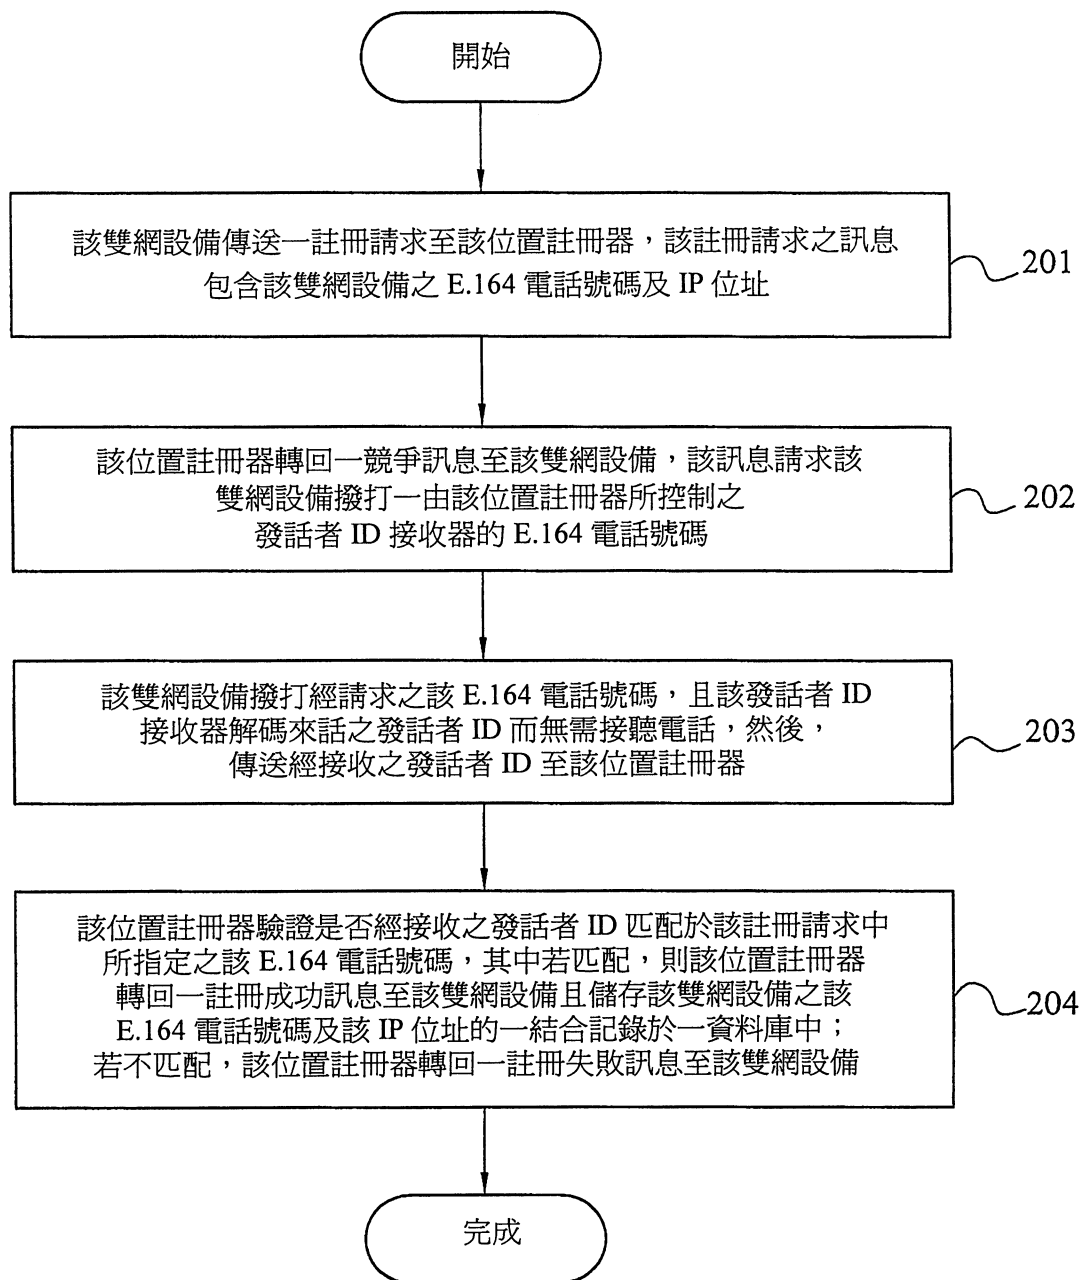 開始
該雙網設備傳送一註冊請求至該位置註冊器，該註冊請求之訊息
包含該雙網設備之 E.164 電話號碼及 IP 位址
201
該位置註冊器轉回一競爭訊息至該雙網設備，該訊息請求該
雙網設備撥打一由該位置註冊器所控制之
發話者 ID 接收器的 E.164 電話號碼
202
該雙網設備撥打經請求之該 E.164 電話號碼，且該發話者 ID
接收器解碼來話之發話者 ID 而無需接聽電話，然後，
傳送經接收之發話者 ID 至該位置註冊器
203
該位置註冊器驗證是否經接收之發話者 ID 匹配於該註冊請求中
所指定之該 E.164 電話號碼，其中若匹配，則該位置註冊器
轉回一註冊成功訊息至該雙網設備且儲存該雙網設備之該
E.164 電話號碼及該 IP 位址的一結合記錄於一資料庫中；
若不匹配，該位置註冊器轉回一註冊失敗訊息至該雙網設備
204
完成